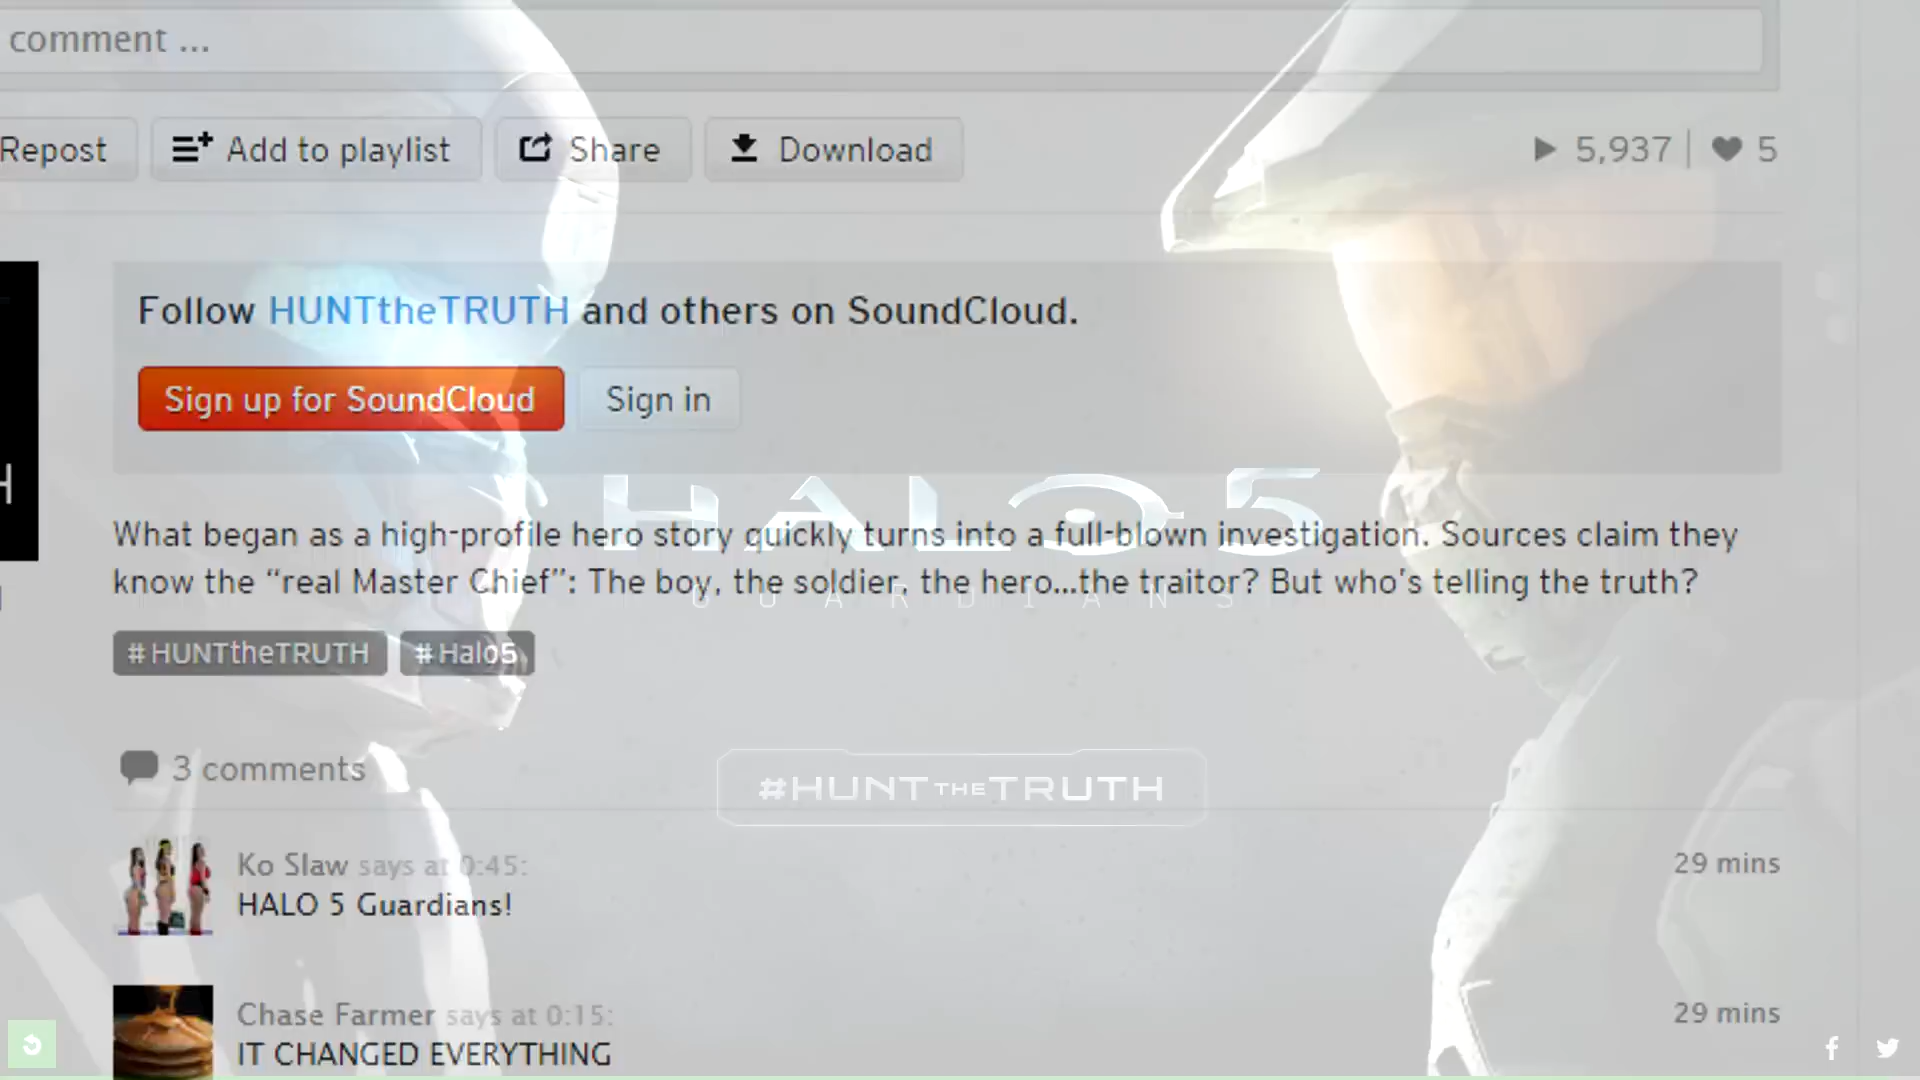 comment ...
Repost
Add to playlist
Share
Download
5,937
5
Follow HUNTtheTRUTH and others on SoundCloud.
Sign up for SoundCloud
Sign in
HALO 5
GUARDIANS
What began as a high-profile hero story quickly turns into a full-blown investigation. Sources claim they
know the “real Master Chief”: The boy, the soldier, the hero...the traitor? But who's telling the truth?
# HUNTtheTRUTH
# Halo5
3 comments
#HUNT THE TRUTH
Ko Slaw says at 0:45:
29 mins
HALO 5 Guardians!
Chase Farmer says at 0:15:
29 mins
IT CHANGED EVERYTHING